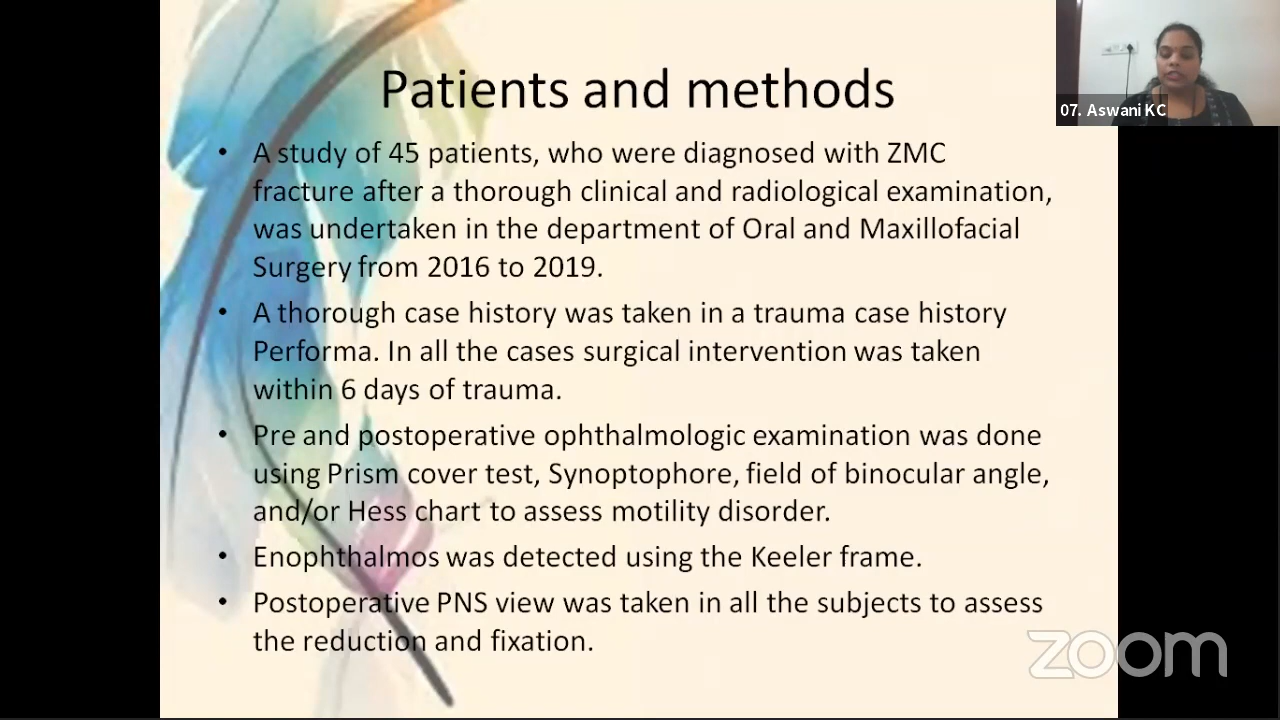 Patients and methods
07. Aswani KC
• A study of 45 patients, who were diagnosed with ZMC
fracture after a thorough clinical and radiological examination,
was undertaken in the department of Oral and Maxillofacial
Surgery from 2016 to 2019.
• A thorough case history was taken in a trauma case history
Performa. In all the cases surgical intervention was taken
within 6 days of trauma.
• Pre and postoperative ophthalmologic examination was done
using Prism cover test, Synoptophore, field of binocular angle,
and/or Hess chart to assess motility disorder.
• Enophthalmos was detected using the Keeler frame.
• Postoperative PNS view was taken in all the subjects to assess
the reduction and fixation.
zoom